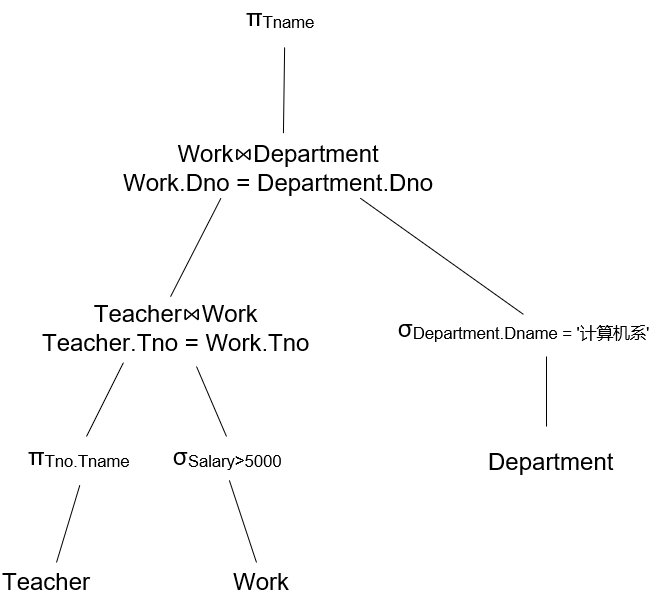 πTname
Work⋈Department
Work.Dno = Department.Dno
Teacher⋈Work
Teacher.Tno = Work.Tno
σDepartment.Dname = '计算机系'
πTno.Tname
σSalary>5000
Department
Teacher
Work